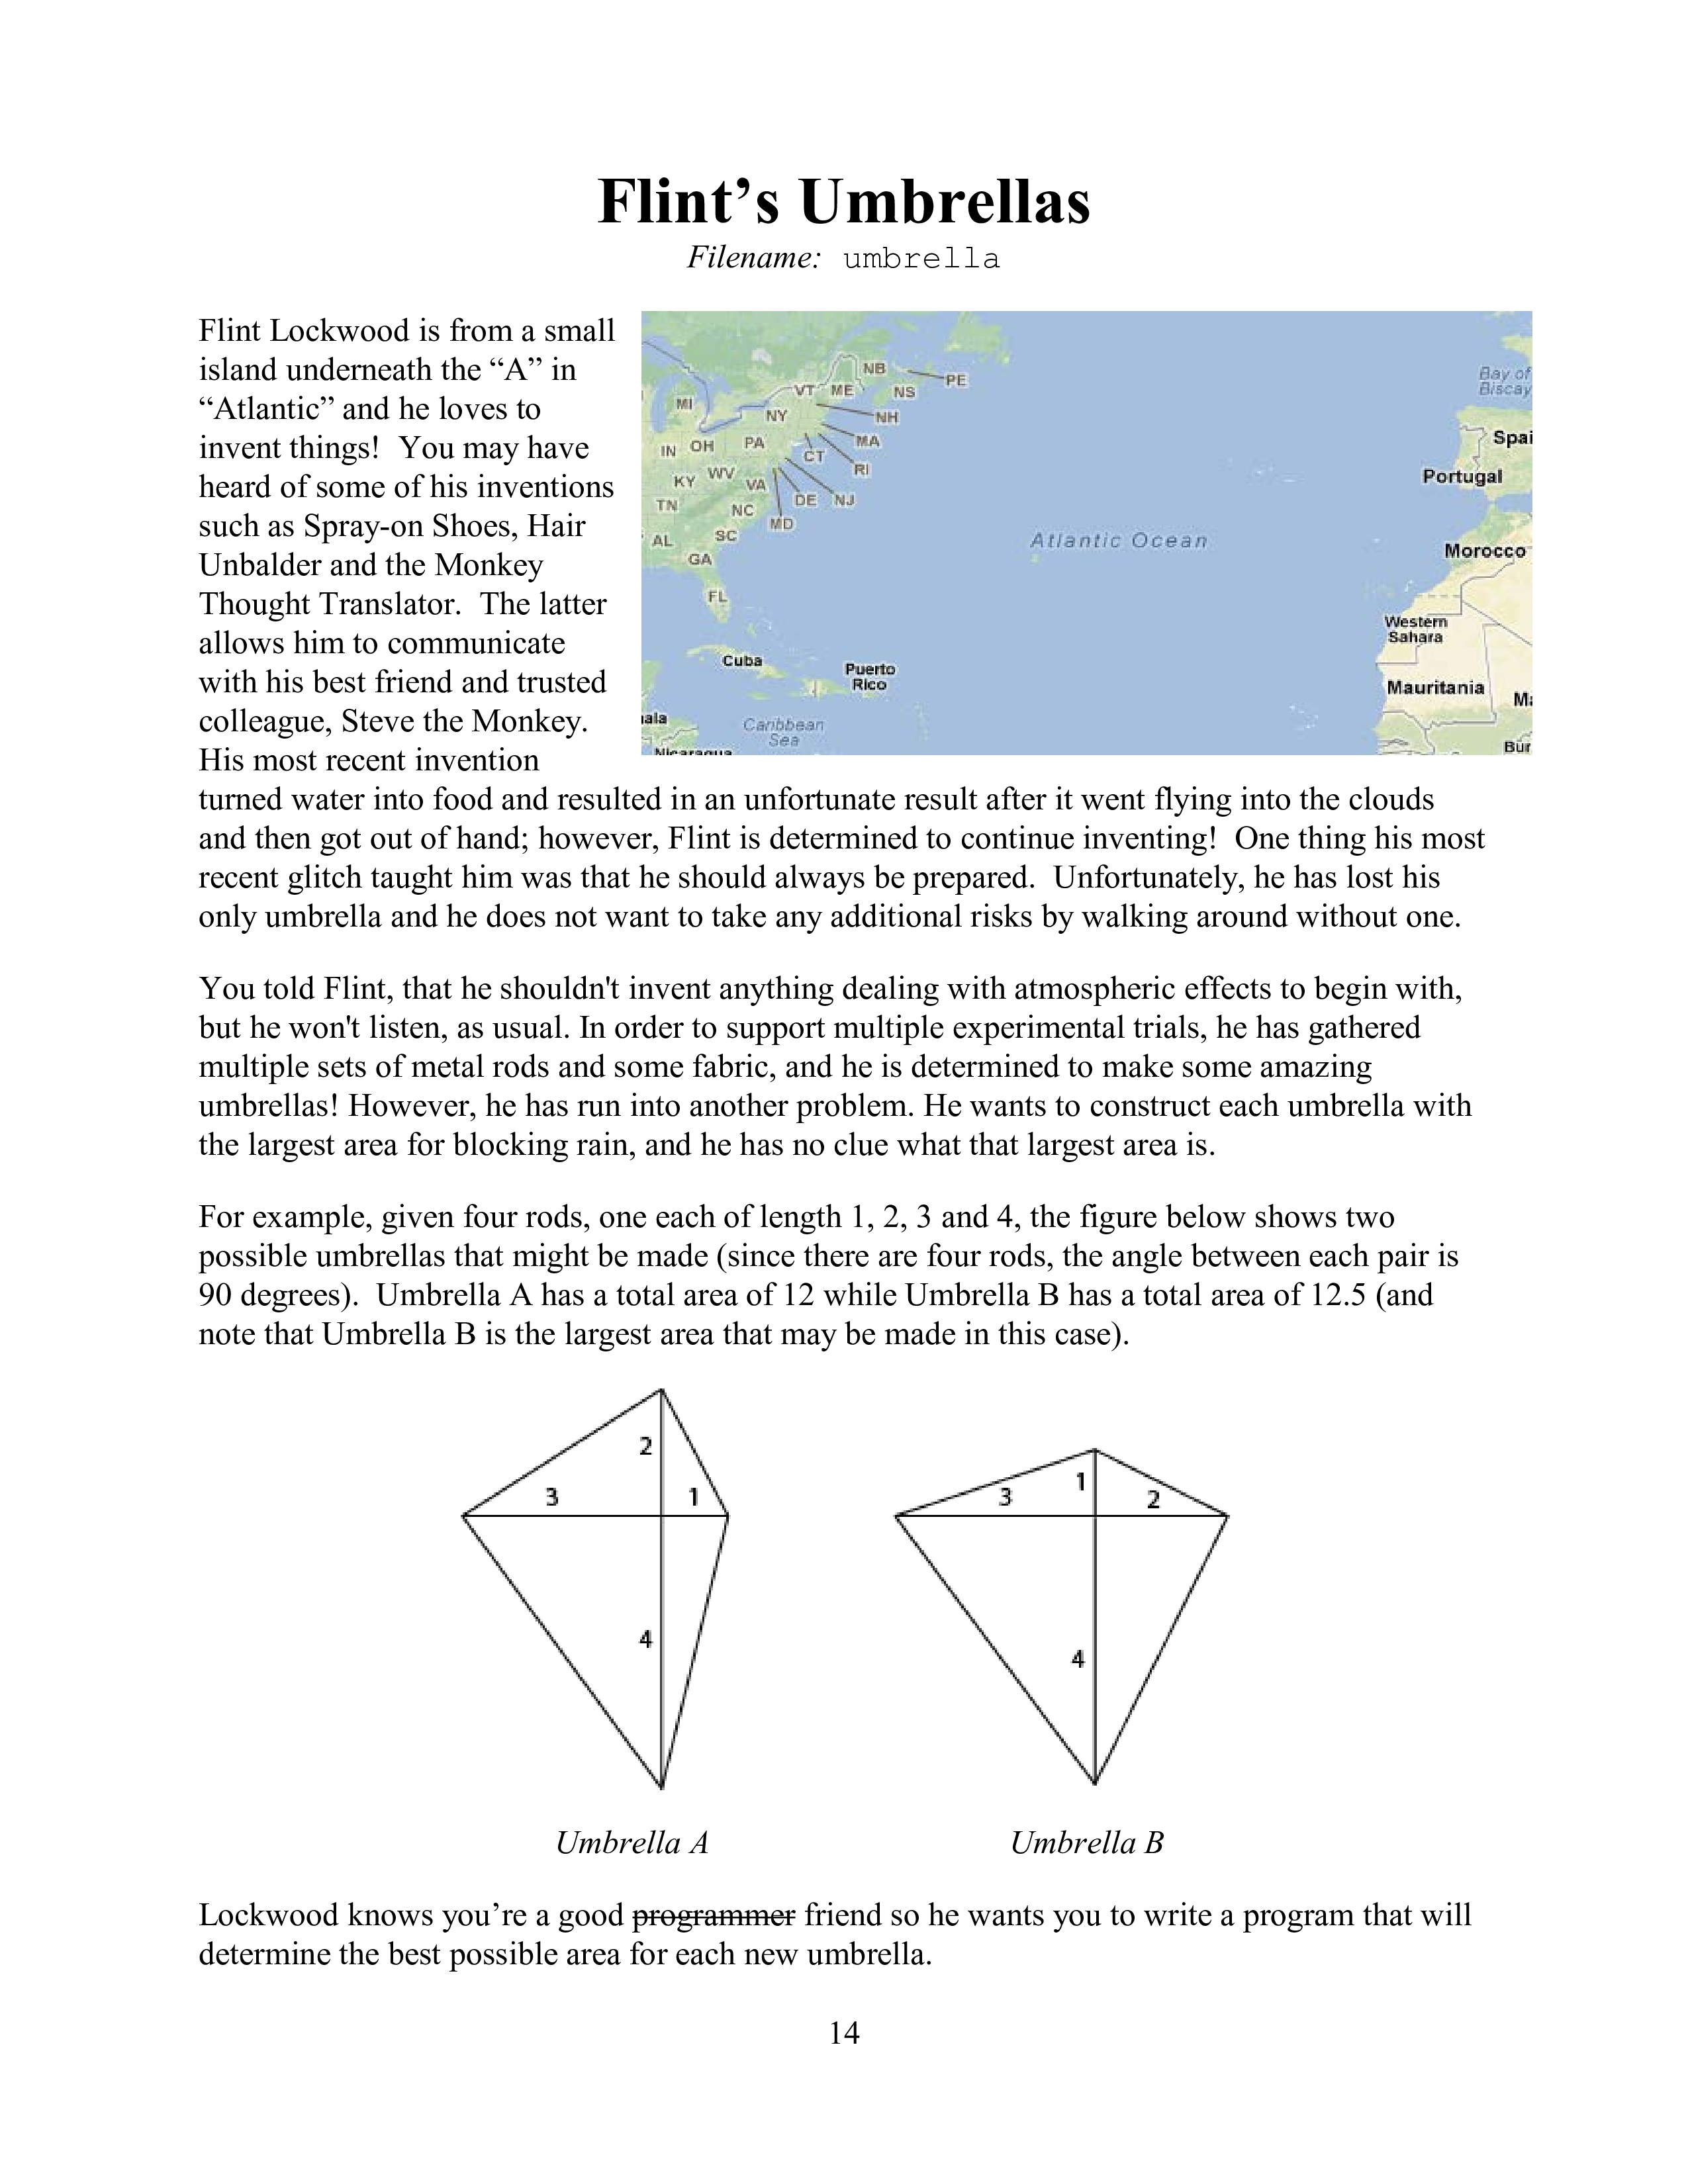 Flint’s Umbrellas
Filename: umbrella
Flint Lockwood is from a small
island underneath the “A” in
“Atlantic” and he loves to
invent things! You may have
heard of some of his inventions
such as Spray-on Shoes, Hair
Unbalder and the Monkey
Thought Translator. The latter
allows him to communicate
with his best friend and trusted
colleague, Steve the Monkey.
His most recent invention
NB
PE
VT ME
NS
MI
NY
NH
IN OH PA
MA
CT
RI
KY WV
VA
DE NJ
TN
NC
MD
AL
SC
GA
FL
Cuba
Puerto
Rico
Caribbean
Sea
ala
Nicaragua
Atlantic Ocean
Bay of
Biscay
Spai
Portugal
Morocco
Western
Sahara
Mauritania
Ma
Bur
turned water into food and resulted in an unfortunate result after it went flying into the clouds
and then got out of hand; however, Flint is determined to continue inventing! One thing his most
recent glitch taught him was that he should always be prepared. Unfortunately, he has lost his
only umbrella and he does not want to take any additional risks by walking around without one.
You told Flint, that he shouldn't invent anything dealing with atmospheric effects to begin with,
but he won't listen, as usual. In order to support multiple experimental trials, he has gathered
multiple sets of metal rods and some fabric, and he is determined to make some amazing
umbrellas! However, he has run into another problem. He wants to construct each umbrella with
the largest area for blocking rain, and he has no clue what that largest area is.
For example, given four rods, one each of length 1, 2, 3 and 4, the figure below shows two
possible umbrellas that might be made (since there are four rods, the angle between each pair is
90 degrees). Umbrella A has a total area of 12 while Umbrella B has a total area of 12.5 (and
note that Umbrella B is the largest area that may be made in this case).
2
3 1
4
1
3 2
4
Umbrella A
Umbrella B
Lockwood knows you’re a good programmer friend so he wants you to write a program that will
determine the best possible area for each new umbrella.
14